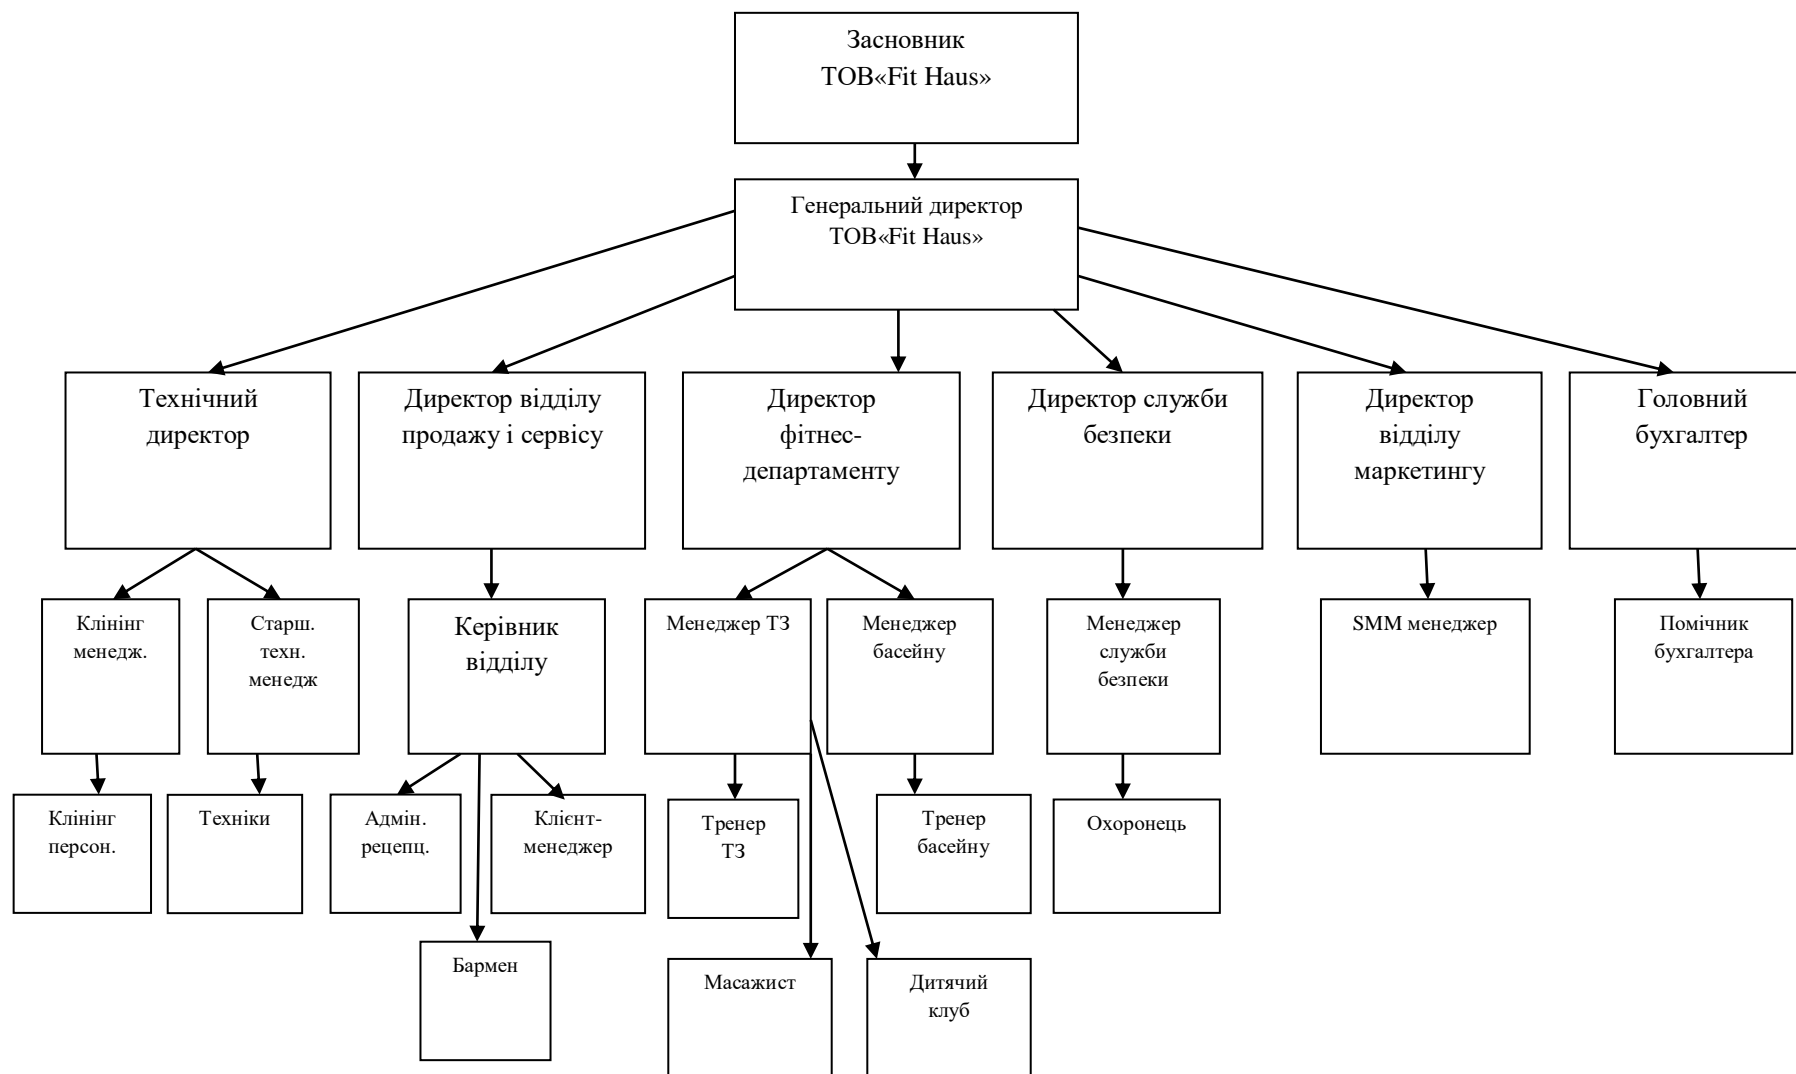 Засновник
ТОВ«Fit Haus»
Генеральний директор
ТОВ«Fit Haus»
Технічний
директор
Директор відділу
продажу і сервісу
Директор
фітнес-
департаменту
Директор служби
безпеки
Директор
відділу
маркетингу
Головний
бухгалтер
Клінінг
менедж.
Старш.
техн.
менедж
Керівник
відділу
Менеджер ТЗ
Менеджер
басейну
Менеджер
служби
безпеки
SMM менеджер
Помічник
бухгалтера
Клінінг
персон.
Техніки
Адмін.
рецепц.
Клієнт-
менеджер
Тренер
ТЗ
Тренер
басейну
Охоронець
Бармен
Масажист
Дитячий
клуб